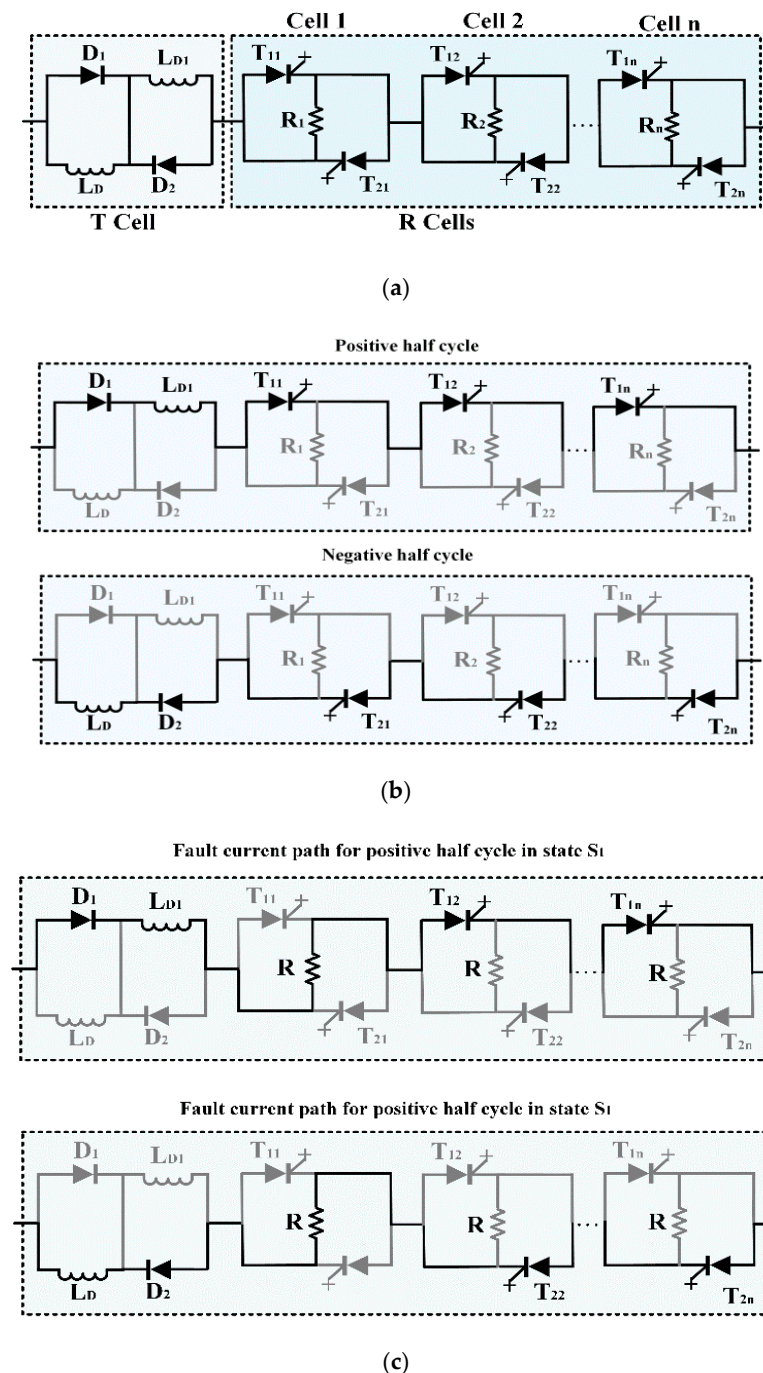 Cell 1 Cell 2 Cell n
D1 LD1 T11 T12 T1n
R1 R2 Rn
LD D2 T21 T22 T2n
T Cell R Cells
(a)
Positive half cycle
D1 LD1 T11 T12 T1n
R1 R2 Rn
LD D2 T21 T22 T2n
Negative half cycle
D1 LD1 T11 T12 T1n
R1 R2 Rn
LD D2 T21 T22 T2n
(b)
Fault current path for positive half cycle in state S1
D1 LD1 T11 T12 T1n
R R R
LD D2 T21 T22 T2n
Fault current path for positive half cycle in state S1
D1 LD1 T11 T12 T1n
R R R
LD D2 T22 T2n
(c)